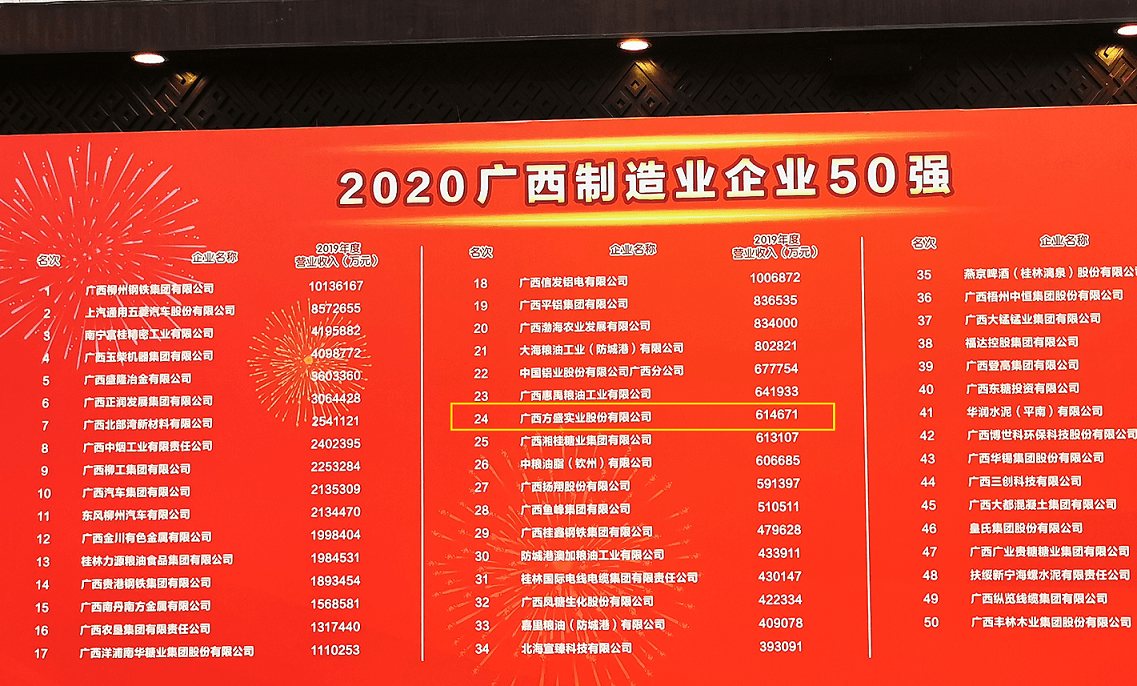 2020广西制造业企业50强
名次 企业名称 2019年度
营业收入（万元）
1 广西柳州钢铁集团有限公司 10136167
2 上汽通用五菱汽车股份有限公司 8572655
3 南宁富桂精密工业有限公司 4195882
4 广西玉柴机器集团有限公司 4098772
5 广西盛隆冶金有限公司 3603360
6 广西正润发展集团有限公司 3064428
7 广西北部湾新材料有限公司 2541121
8 广西中烟工业有限责任公司 2402395
9 广西柳工集团有限公司 2253284
10 广西汽车集团有限公司 2135309
11 东风柳州汽车有限公司 2134470
12 广西金川有色金属有限公司 1998404
13 桂林力源粮油食品集团有限公司 1984531
14 广西贵港钢铁集团有限公司 1893454
15 广西南丹南方金属有限公司 1568581
16 广西农垦集团有限责任公司 1317440
17 广西洋浦南华糖业集团股份有限公司 1110253
名次 企业名称 2019年度
营业收入（万元）
18 广西信发铝电有限公司 1006872
19 广西平铝集团有限公司 836535
20 广西渤海农业发展有限公司 834000
21 大海粮油工业（防城港）有限公司 802821
22 中国铝业股份有限公司广西分公司 677754
23 广西惠禹粮油工业有限公司 641933
24 广西方盛实业股份有限公司 614671
25 广西湘桂糖业集团有限公司 613107
26 中粮油脂（钦州）有限公司 606685
27 广西扬翔股份有限公司 591397
28 广西鱼峰集团有限公司 510511
29 广西桂鑫钢铁集团有限公司 479628
30 防城港澳加粮油工业有限公司 433911
31 桂林国际电线电缆集团有限责任公司 430147
32 广西凤糖生化股份有限公司 422334
33 嘉里粮油（防城港）有限公司 409078
34 北海宣臻科技有限公司 393091
名次 企业名称
35 燕京啤酒（桂林漓泉）股份有限公
36 广西梧州中恒集团股份有限公司
37 广西大锰锰业集团有限公司
38 福达控股集团有限公司
39 广西登高集团有限公司
40 广西东糖投资有限公司
41 华润水泥（平南）有限公司
42 广西博世科环保科技股份有限公司
43 广西华锡集团股份有限公司
44 广西三创科技有限公司
45 广西大都混凝土集团有限公司
46 皇氏集团股份有限公司
47 广西广业贵糖糖业集团有限公司
48 扶绥新宁海螺水泥有限责任公司
49 广西纵览线缆集团有限公司
50 广西丰林木业集团股份有限公司